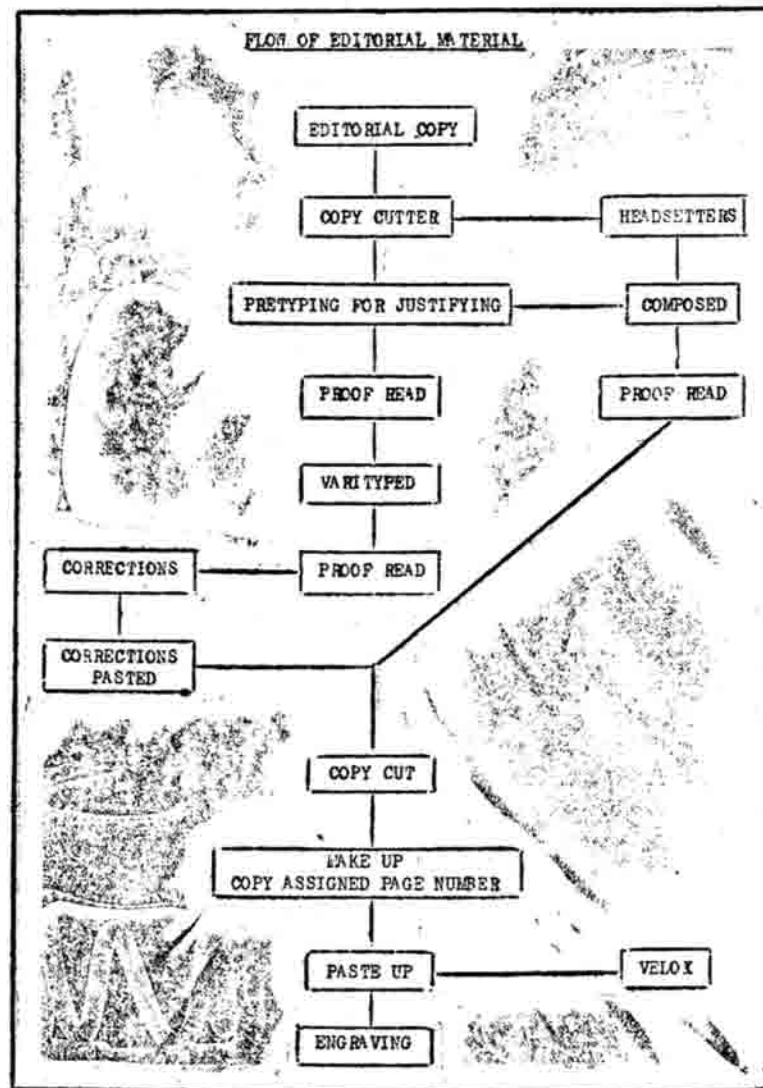 FLOW OF EDITORIAL MATERIAL
EDITORIAL COPY
COPY CUTTER
HEADSETTERS
PRETYPING FOR JUSTIFYING
COMPOSED
PROOF READ
PROOF READ
VARITYPED
CORRECTIONS
PROOF READ
CORRECTIONS
PASTED
COPY CUT
MAKE UP
COPY ASSIGNED PAGE NUMBER
PASTE UP
VELOX
ENGRAVING